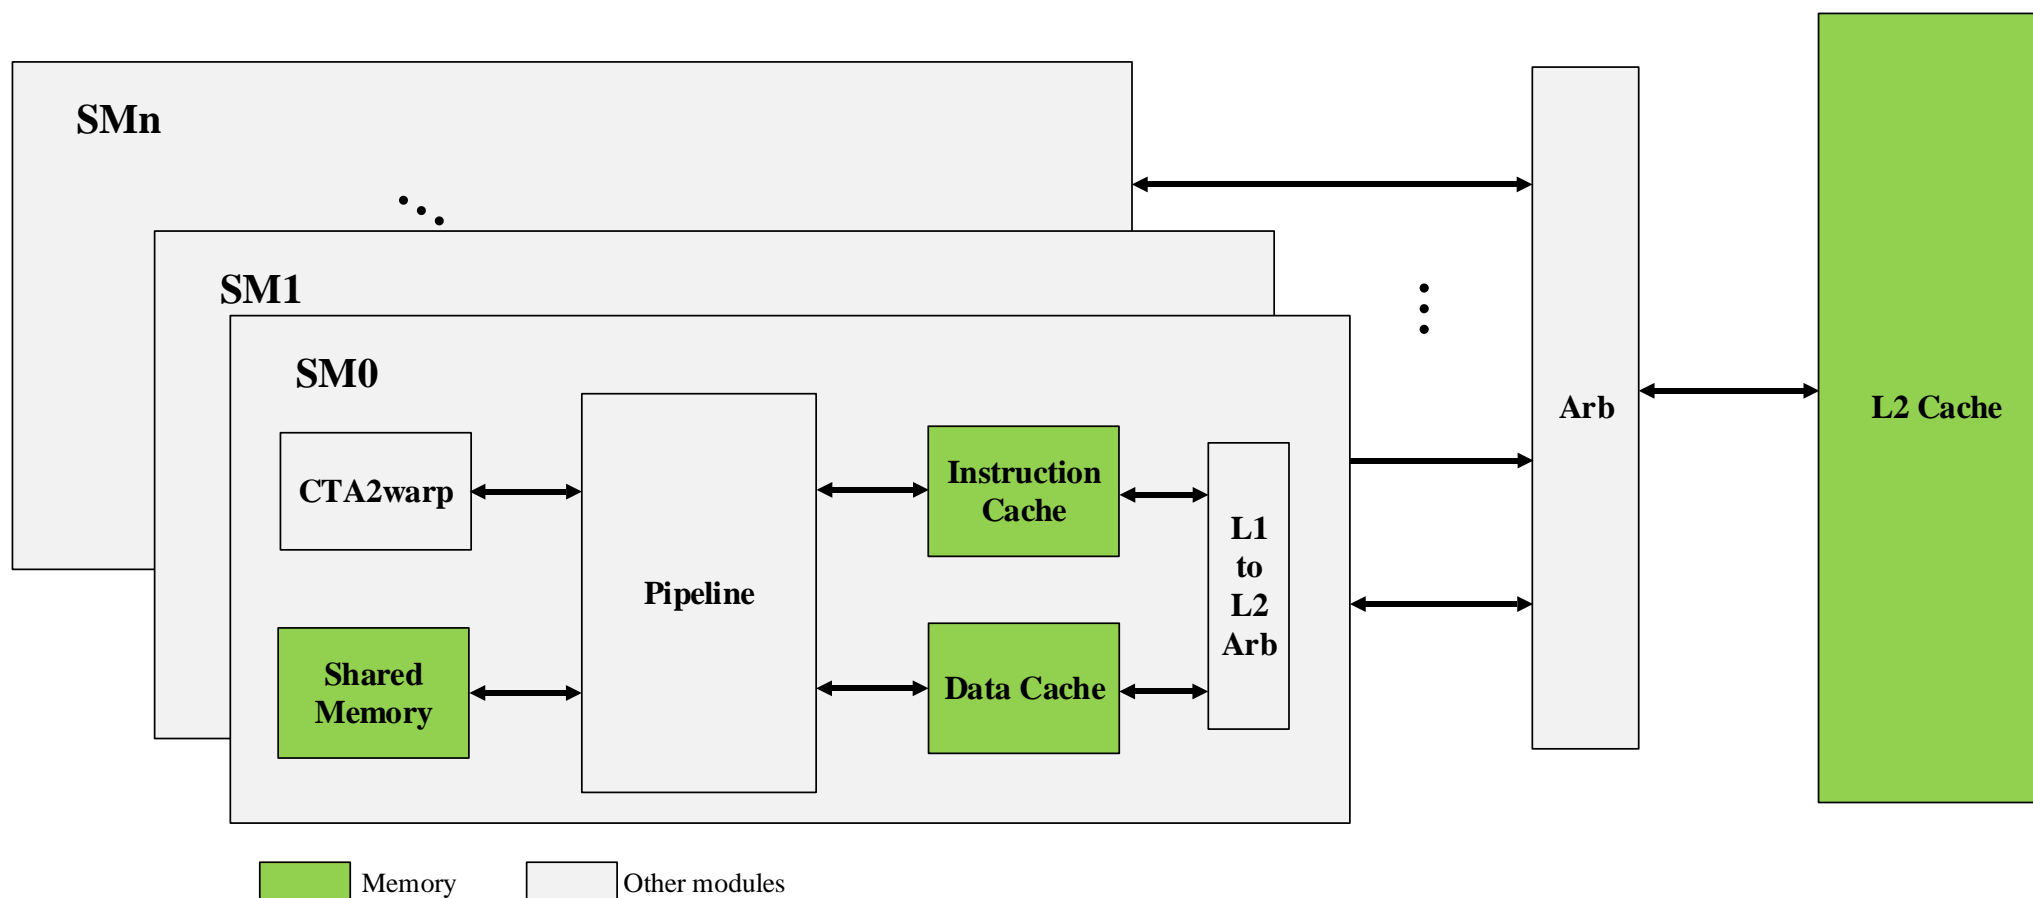 SMn
SM1
SM0
CTA2warp
Shared
Memory
Pipeline
Instruction
Cache
Data Cache
L1
to
L2
Arb
Arb
L2 Cache
Memory
Other modules